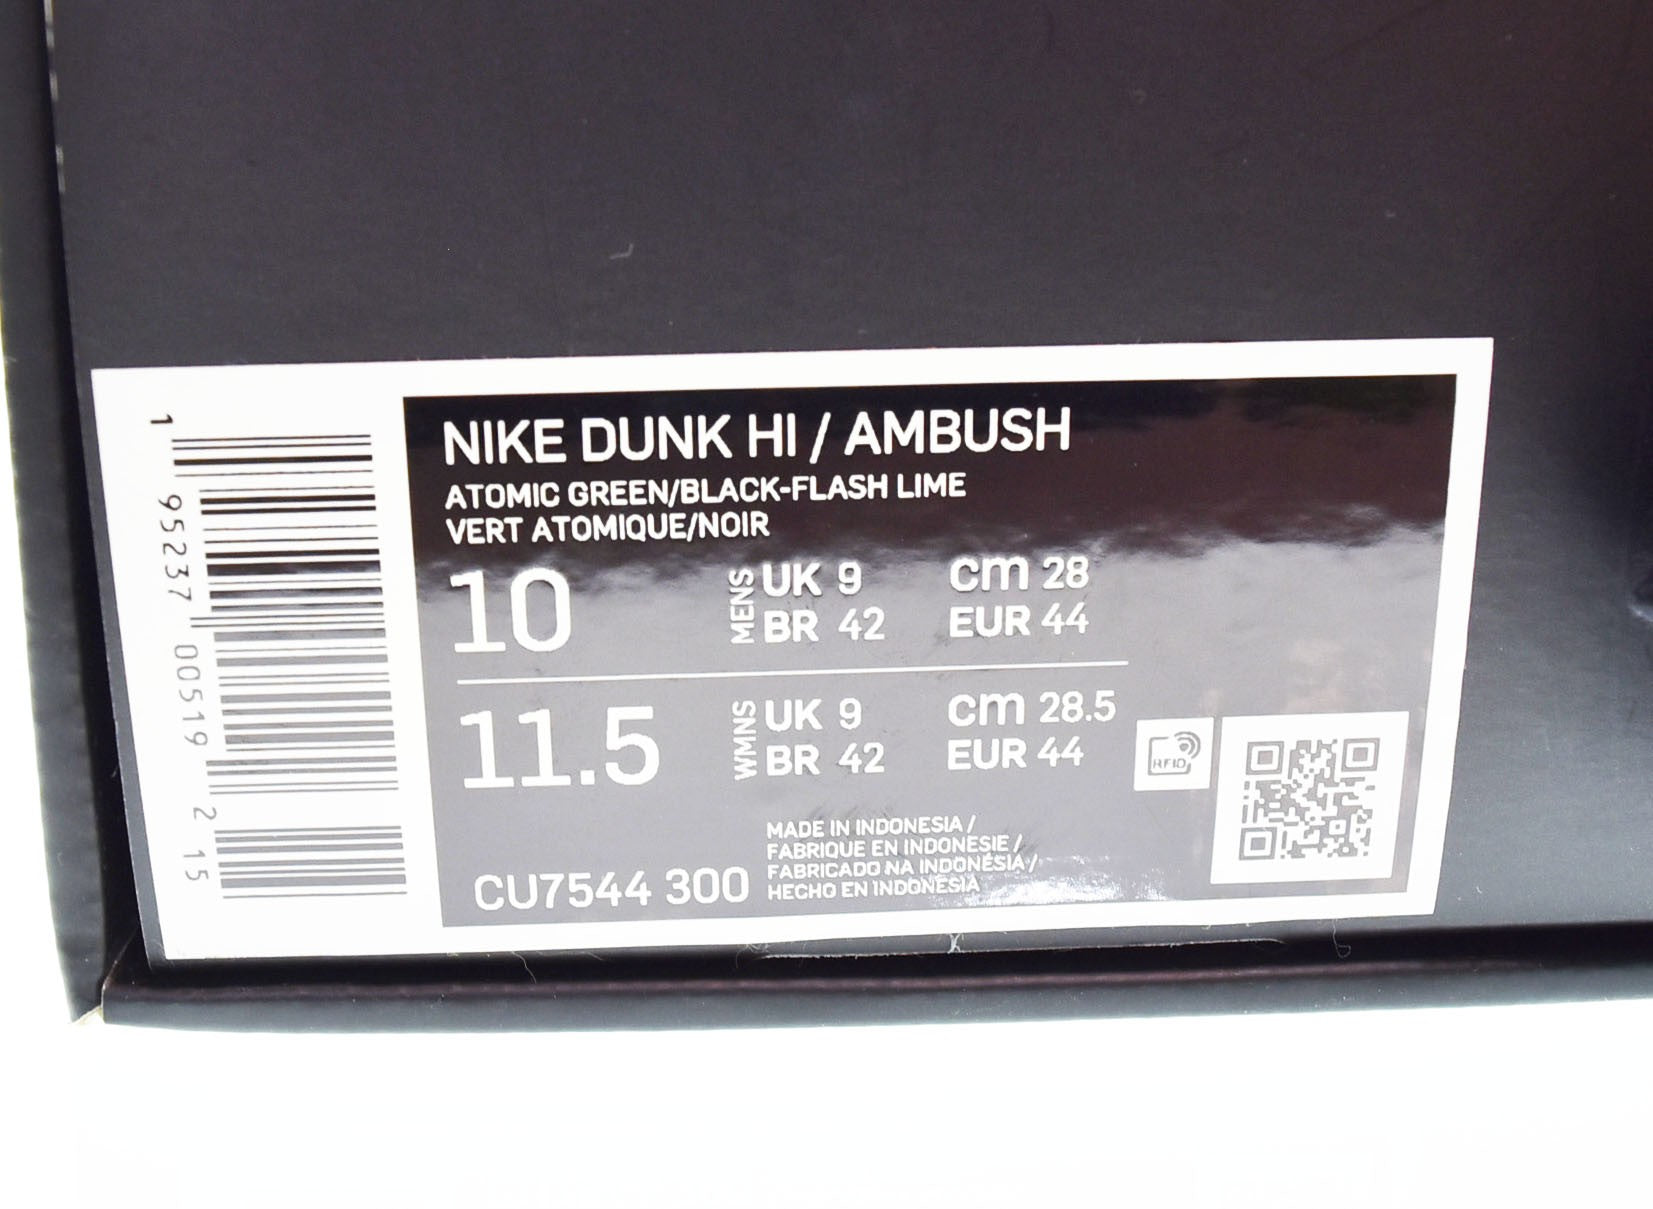 NIKE DUNK HI / AMBUSH
ATOMIC GREEN/BLACK-FLASH LIME
VERT ATOMIQUE/NOIR
10 MENS UK 9 cm 28
BR 42 EUR 44
11.5 WMNS UK 9 cm 28.5
BR 42 EUR 44
RFID
MADE IN INDONESIA /
FABRIQUE EN INDONESIE /
FABRICADO NA INDONÉSIA /
HECHO EN INDONESIA
CU7544 300
1 95237 00519 2 15